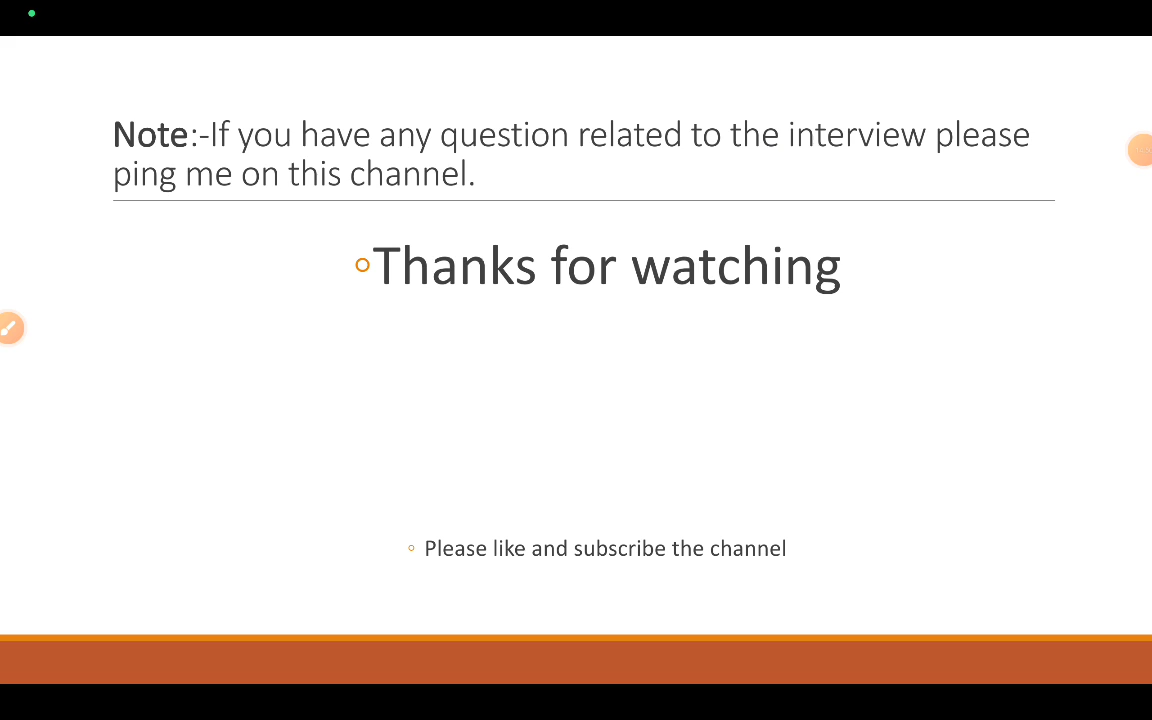 Note:-If you have any question related to the interview please
ping me on this channel.
◦Thanks for watching
◦ Please like and subscribe the channel